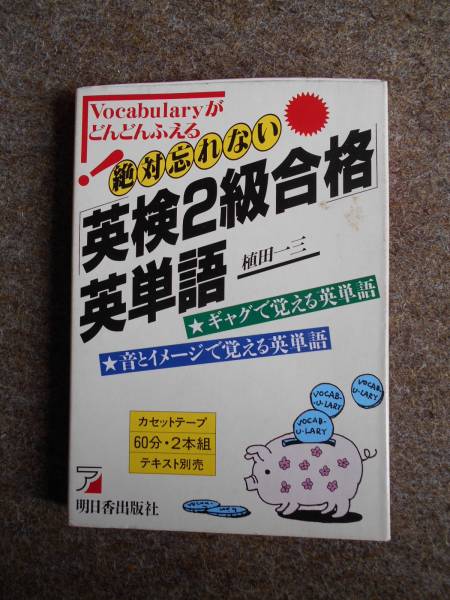 Vocabularyが
どんどんふえる
!
絶対忘れない
「英検2級合格」
英単語
植田一三
★ギャグで覚える英単語
★音とイメージで覚える英単語
カセットテープ
60分・2本組
テキスト別売
VOCAB-
U-LARY
VOCAB-
U-LARY
VOCAB-
U-LARY
ア
明日香出版社